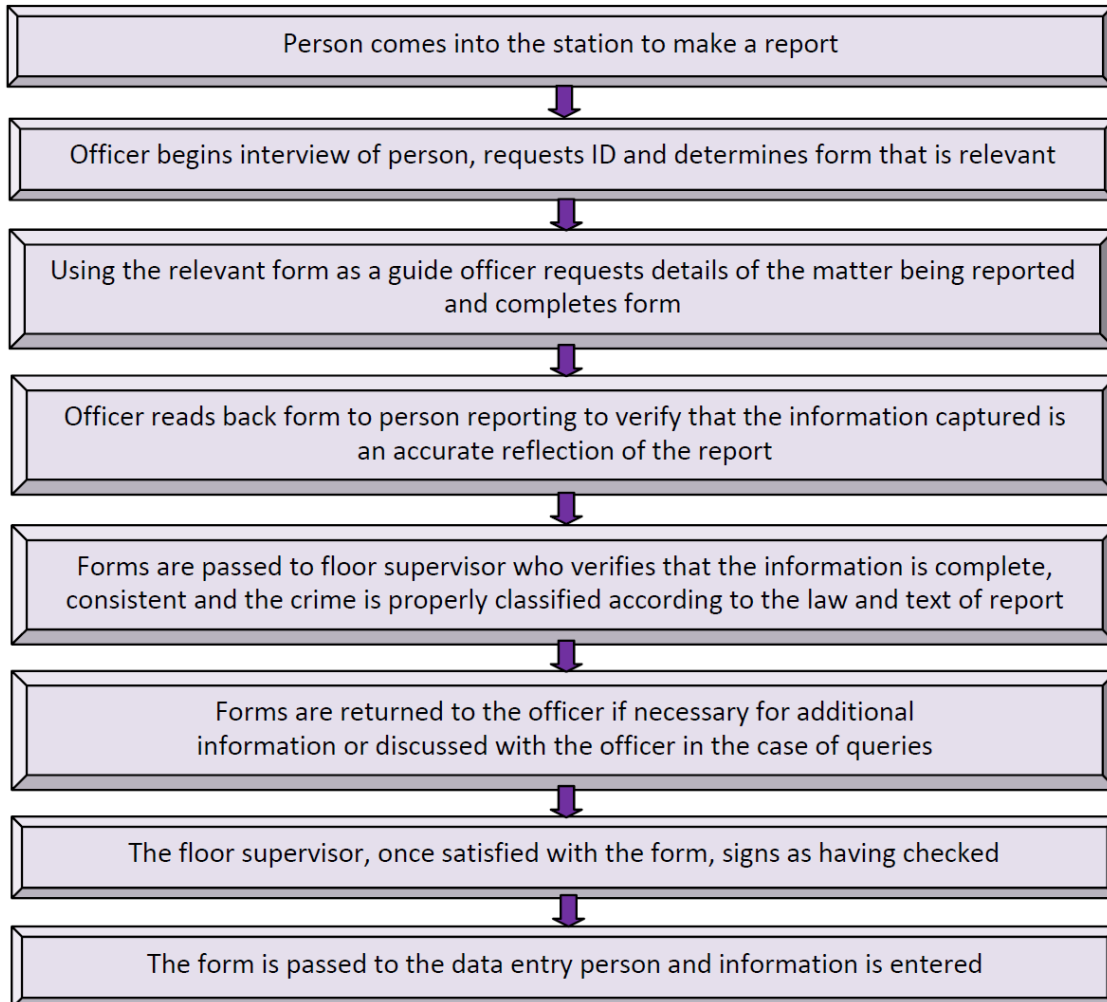 Person comes into the station to make a report
Officer begins interview of person, requests ID and determines form that is relevant
Using the relevant form as a guide officer requests details of the matter being reported
and completes form
Officer reads back form to person reporting to verify that the information captured is
an accurate reflection of the report
Forms are passed to floor supervisor who verifies that the information is complete,
consistent and the crime is properly classified according to the law and text of report
Forms are returned to the officer if necessary for additional
information or discussed with the officer in the case of queries
The floor supervisor, once satisfied with the form, signs as having checked
The form is passed to the data entry person and information is entered